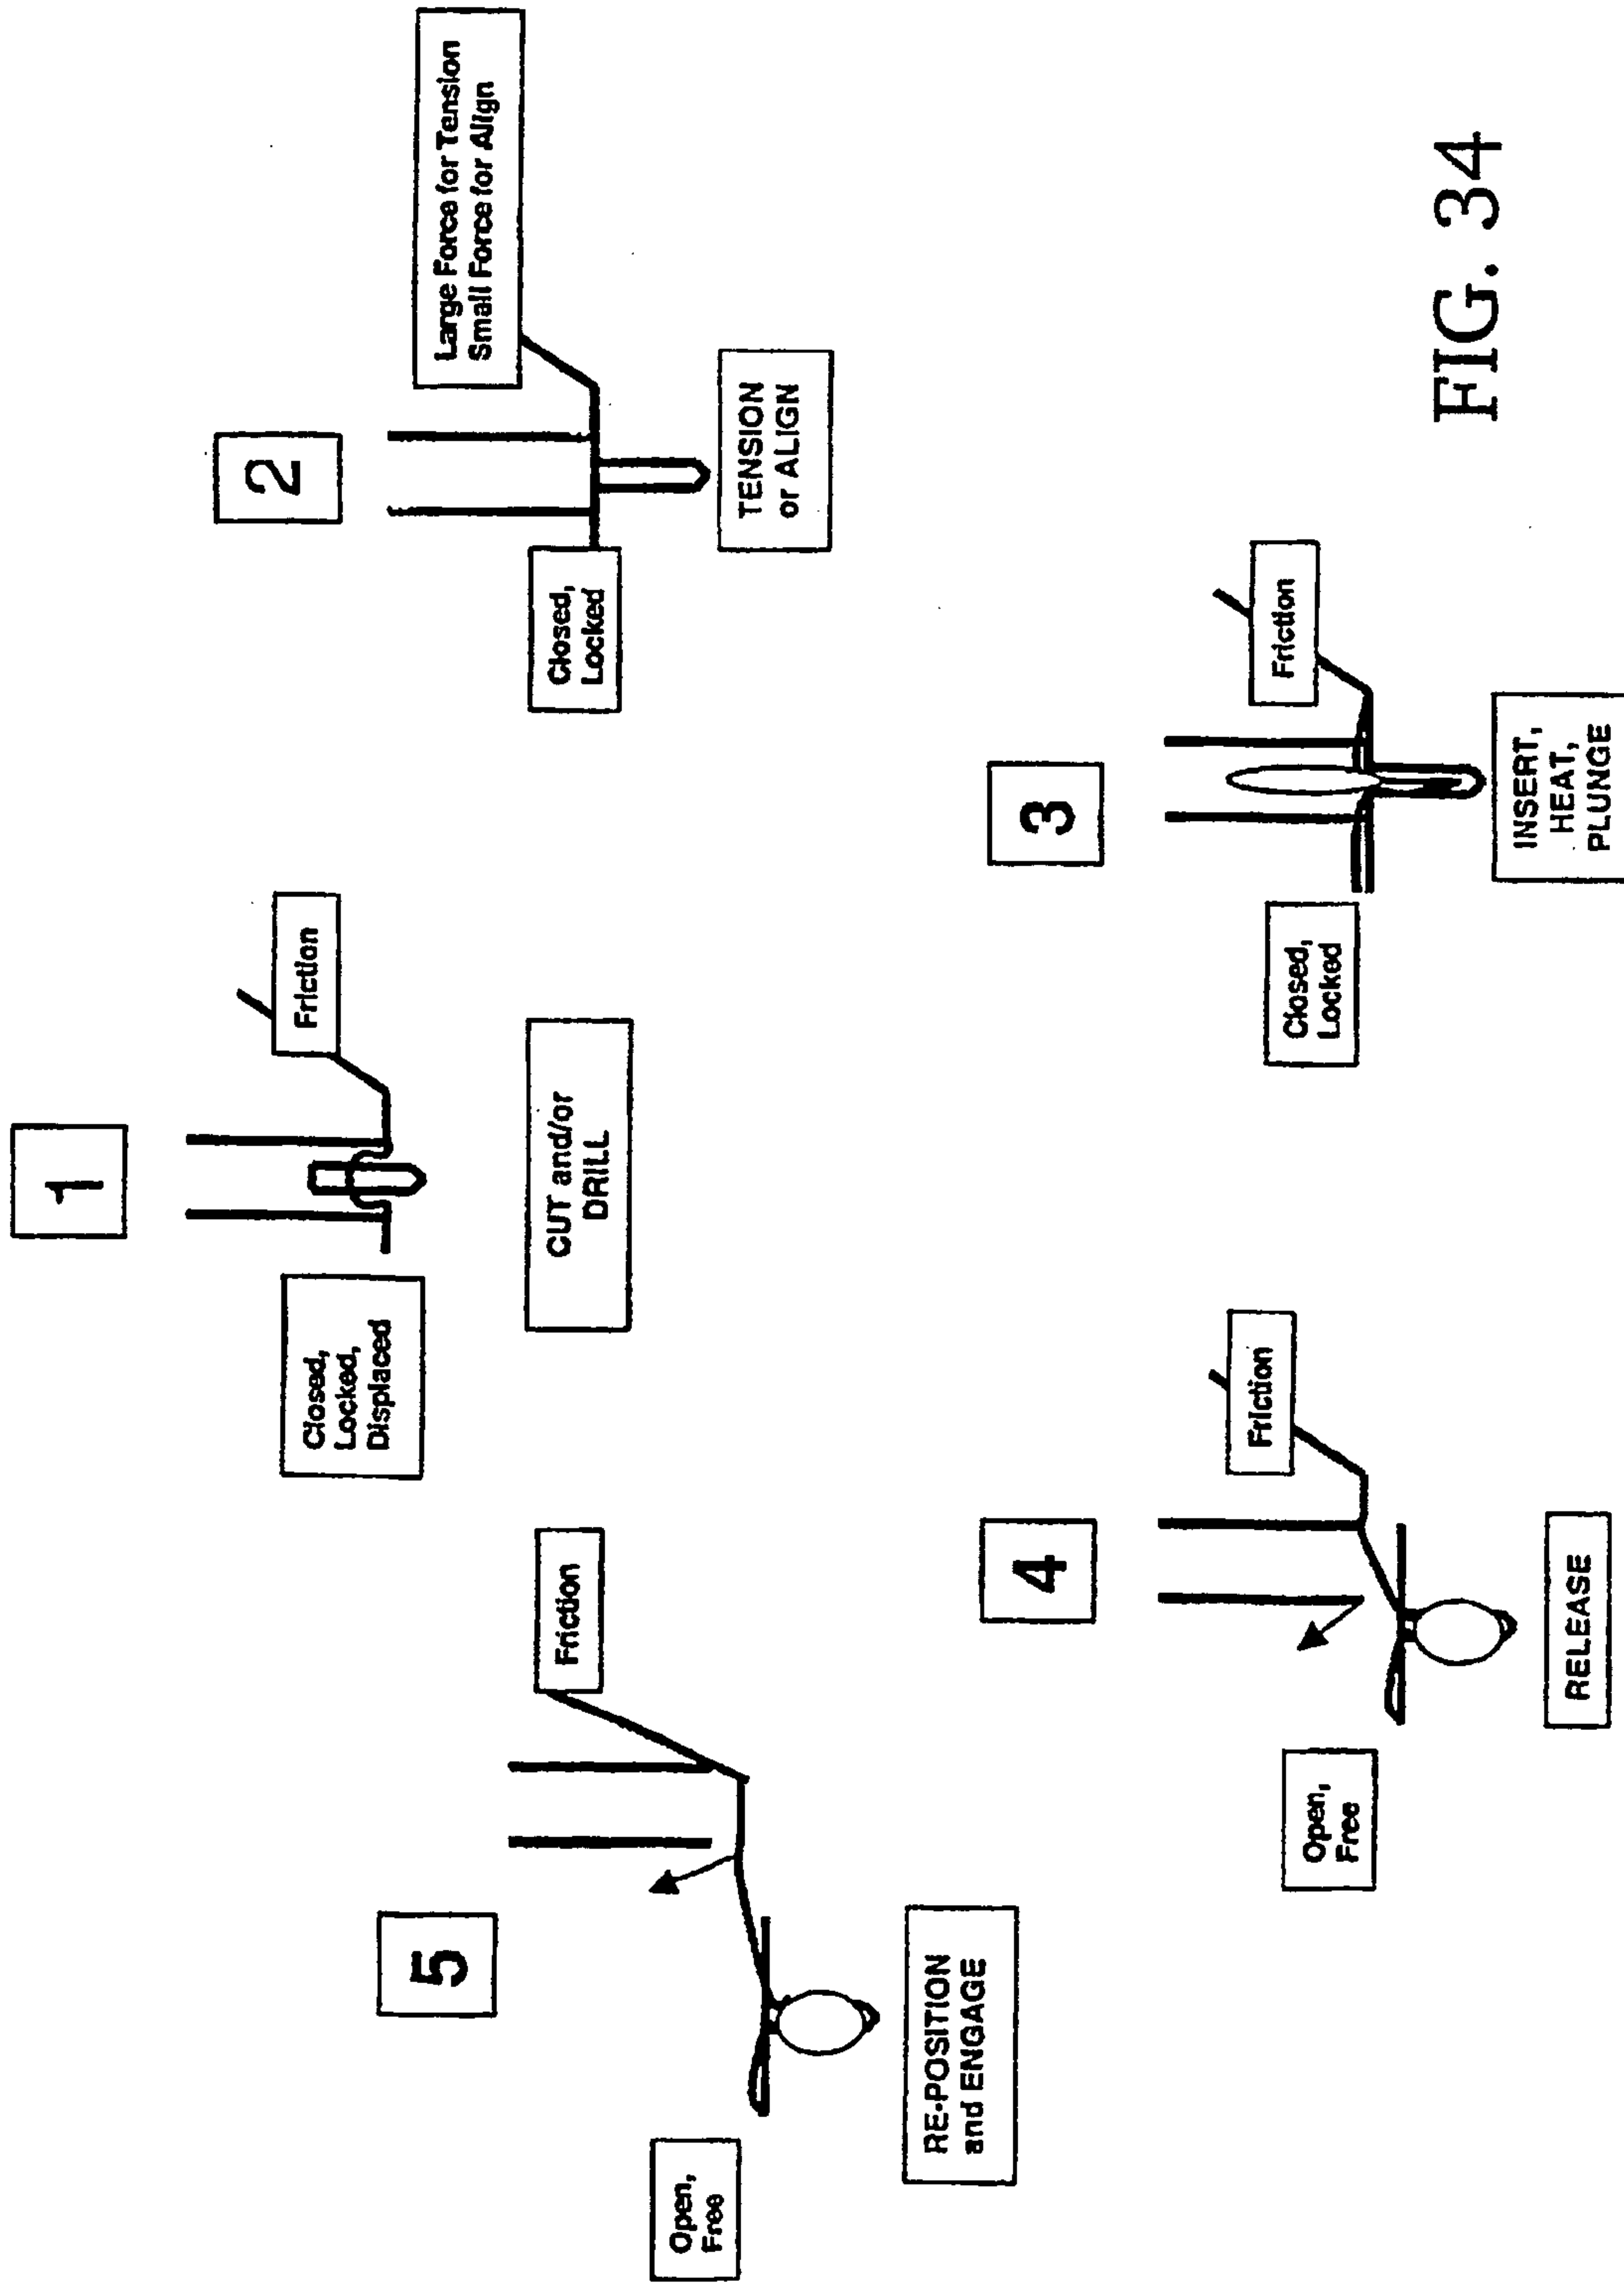 1
Closed,
Locked,
Displaced
Friction
CUT and/or
DRILL
2
Large Force for Tension
Small Force for Align
Closed,
Locked
TENSION
or ALIGN
3
Friction
Closed,
Locked
INSERT,
HEAT,
PLUNGE
4
Friction
Open,
Free
RELEASE
5
Friction
Open,
Free
RE-POSITION
and ENGAGE
FIG. 34